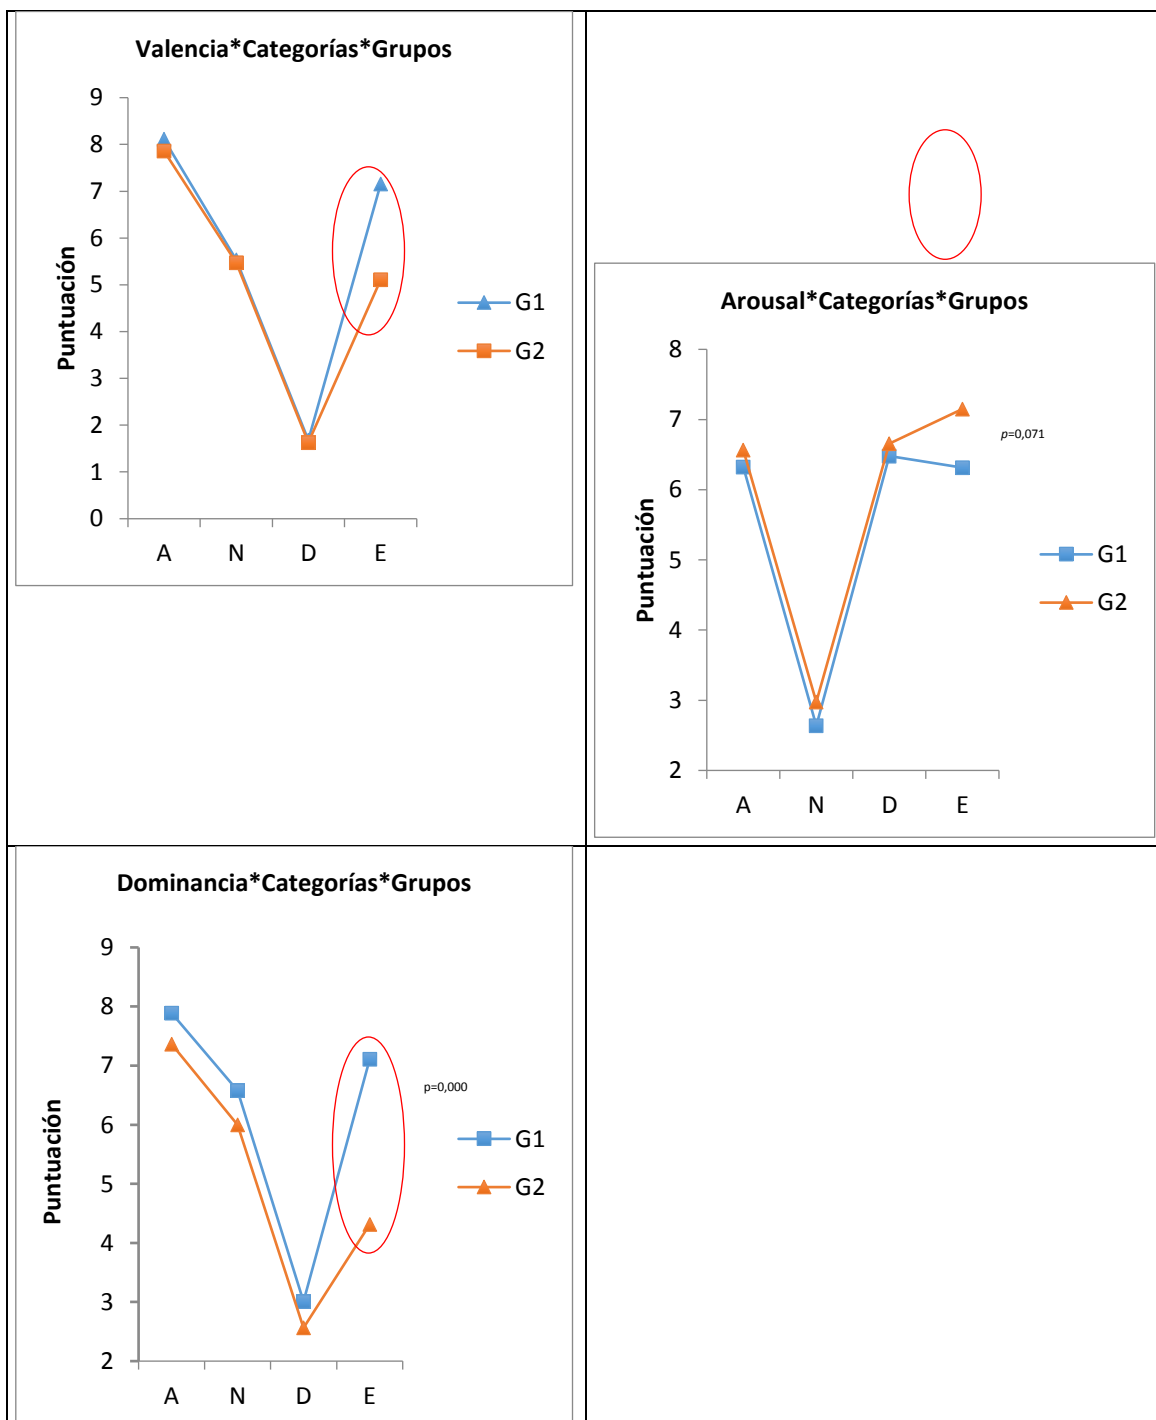 Valencia*Categorías*Grupos
9
8
7
6
5
4
3
2
1
0
Puntuación
A N D E
G1
G2
Arousal*Categorías*Grupos
8
7
6
5
4
3
2
Puntuación
A N D E
p=0,071
G1
G2
Dominancia*Categorías*Grupos
9
8
7
6
5
4
3
2
Puntuación
A N D E
p=0,000
G1
G2